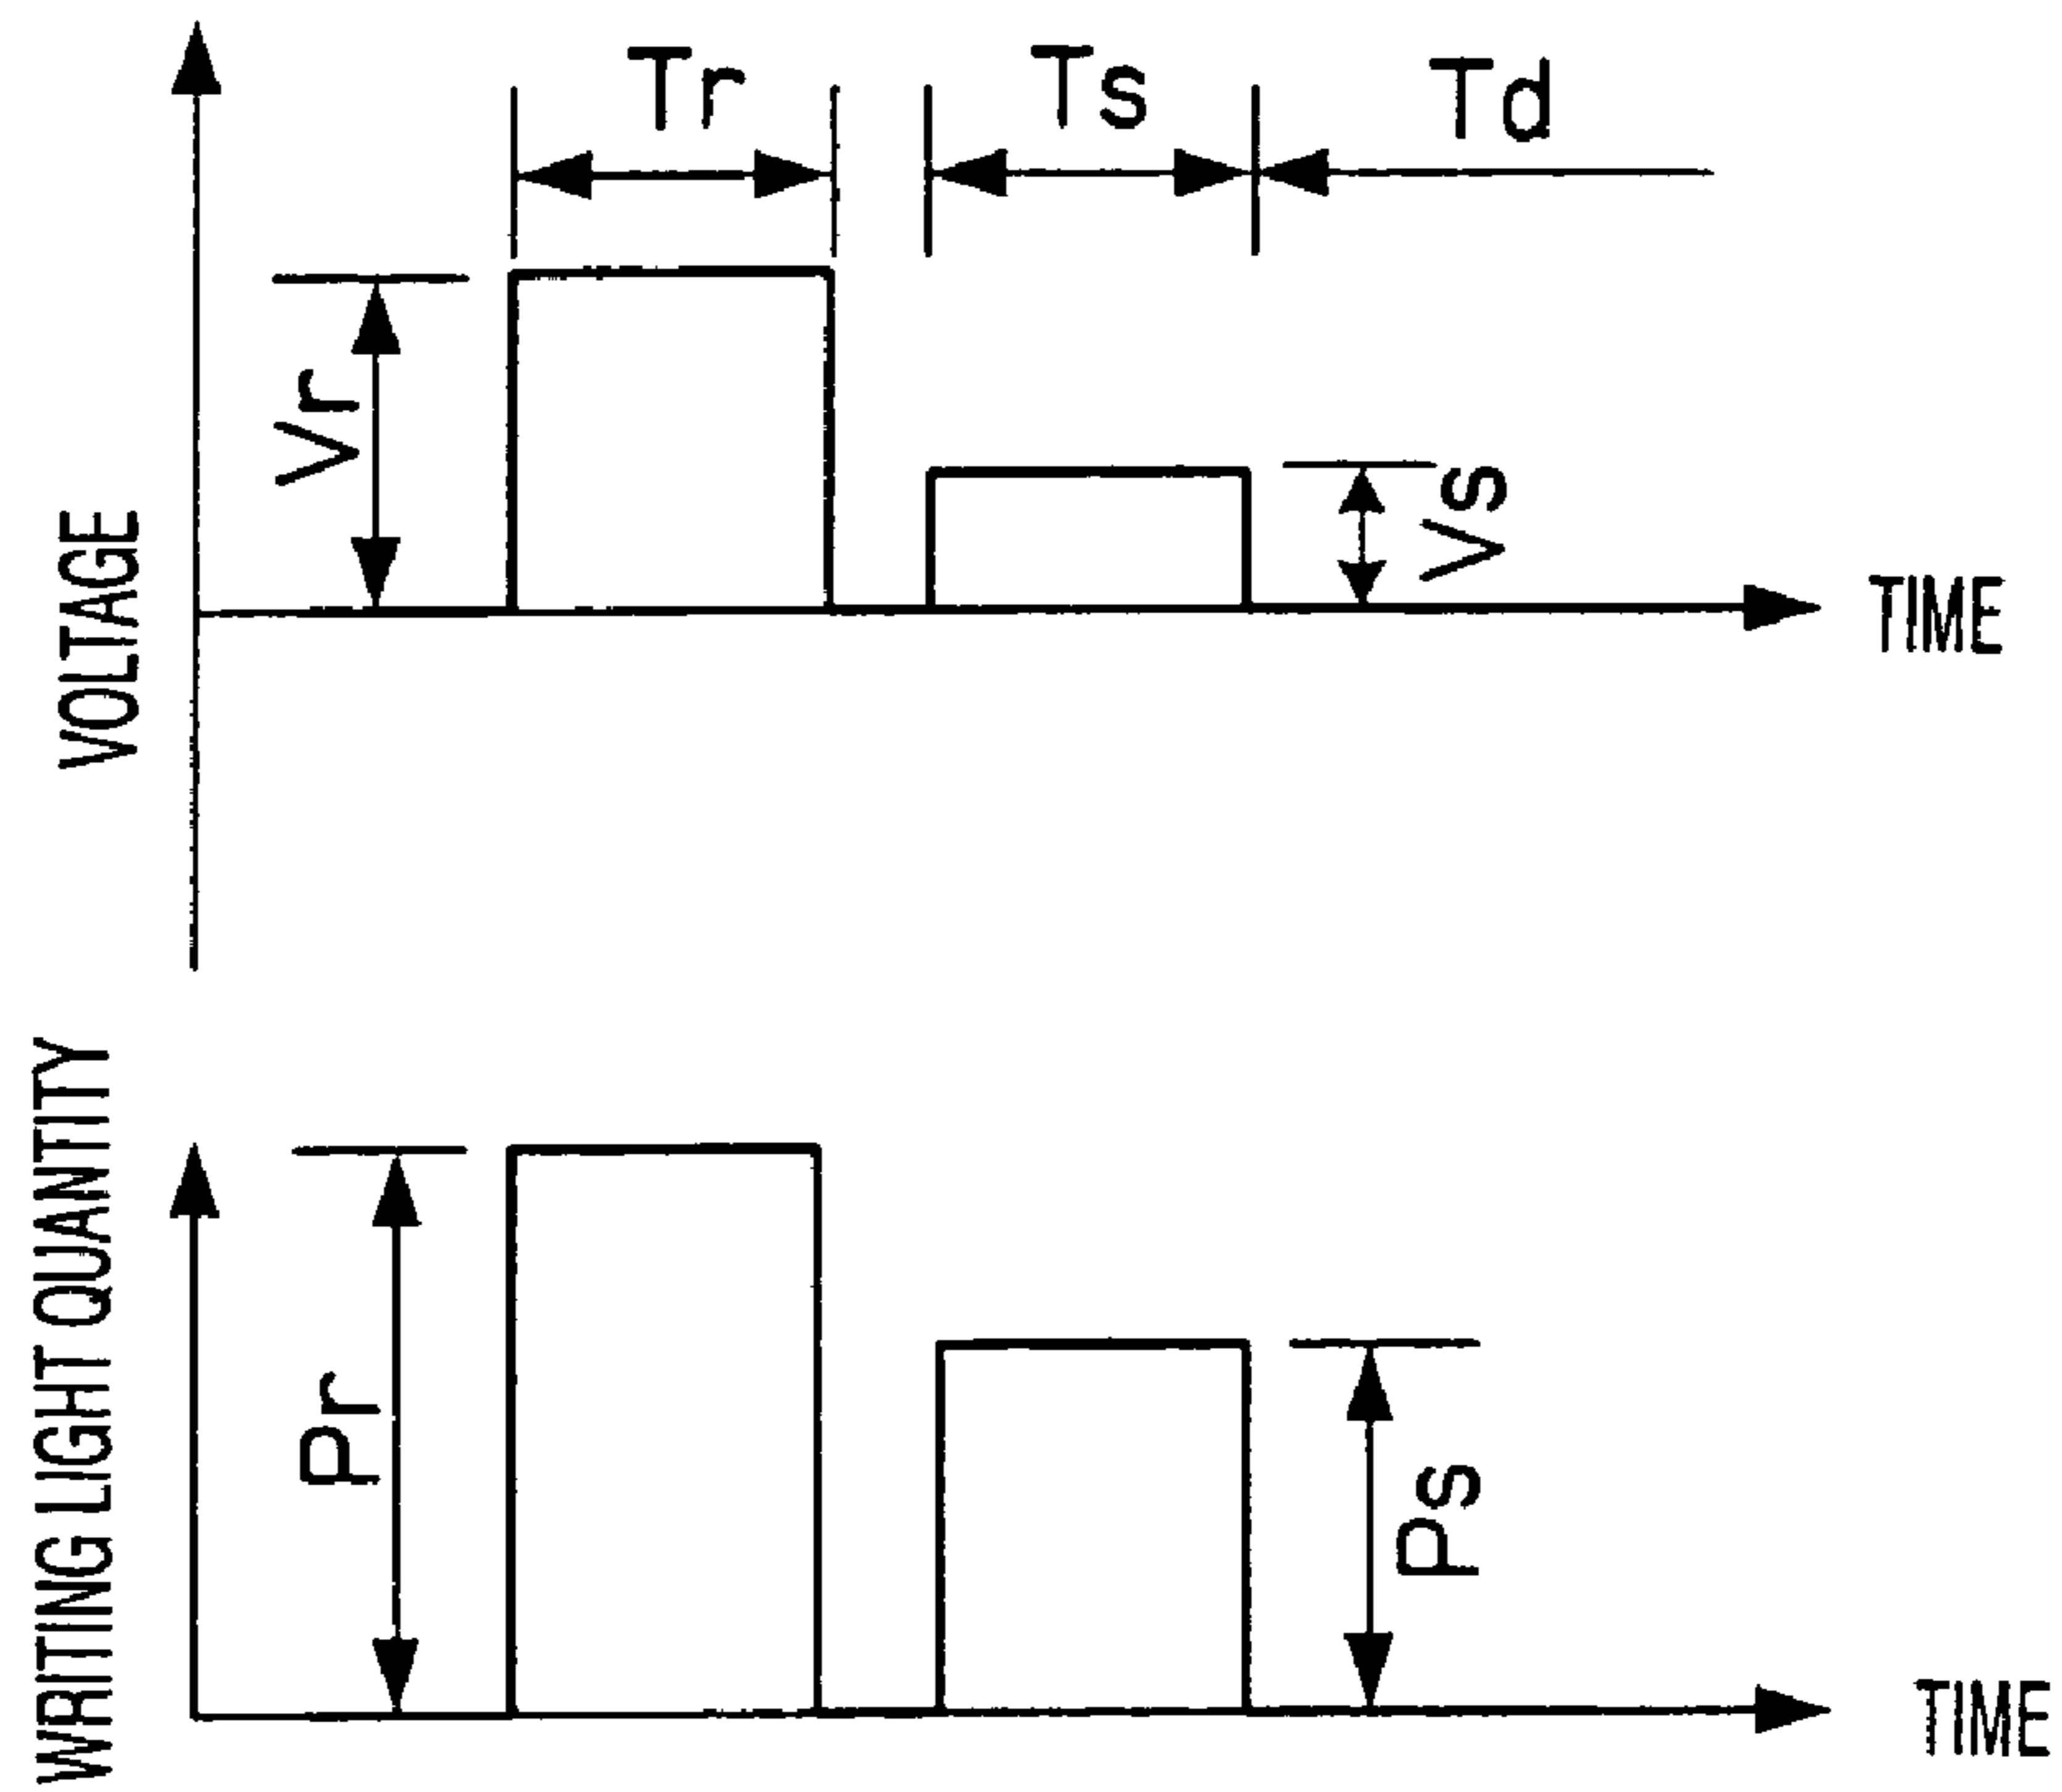 Tr
Ts
Td
Vr
Vs
VOLTAGE
TIME
WRITING LIGHT QUANTITY
Pr
Ps
TIME